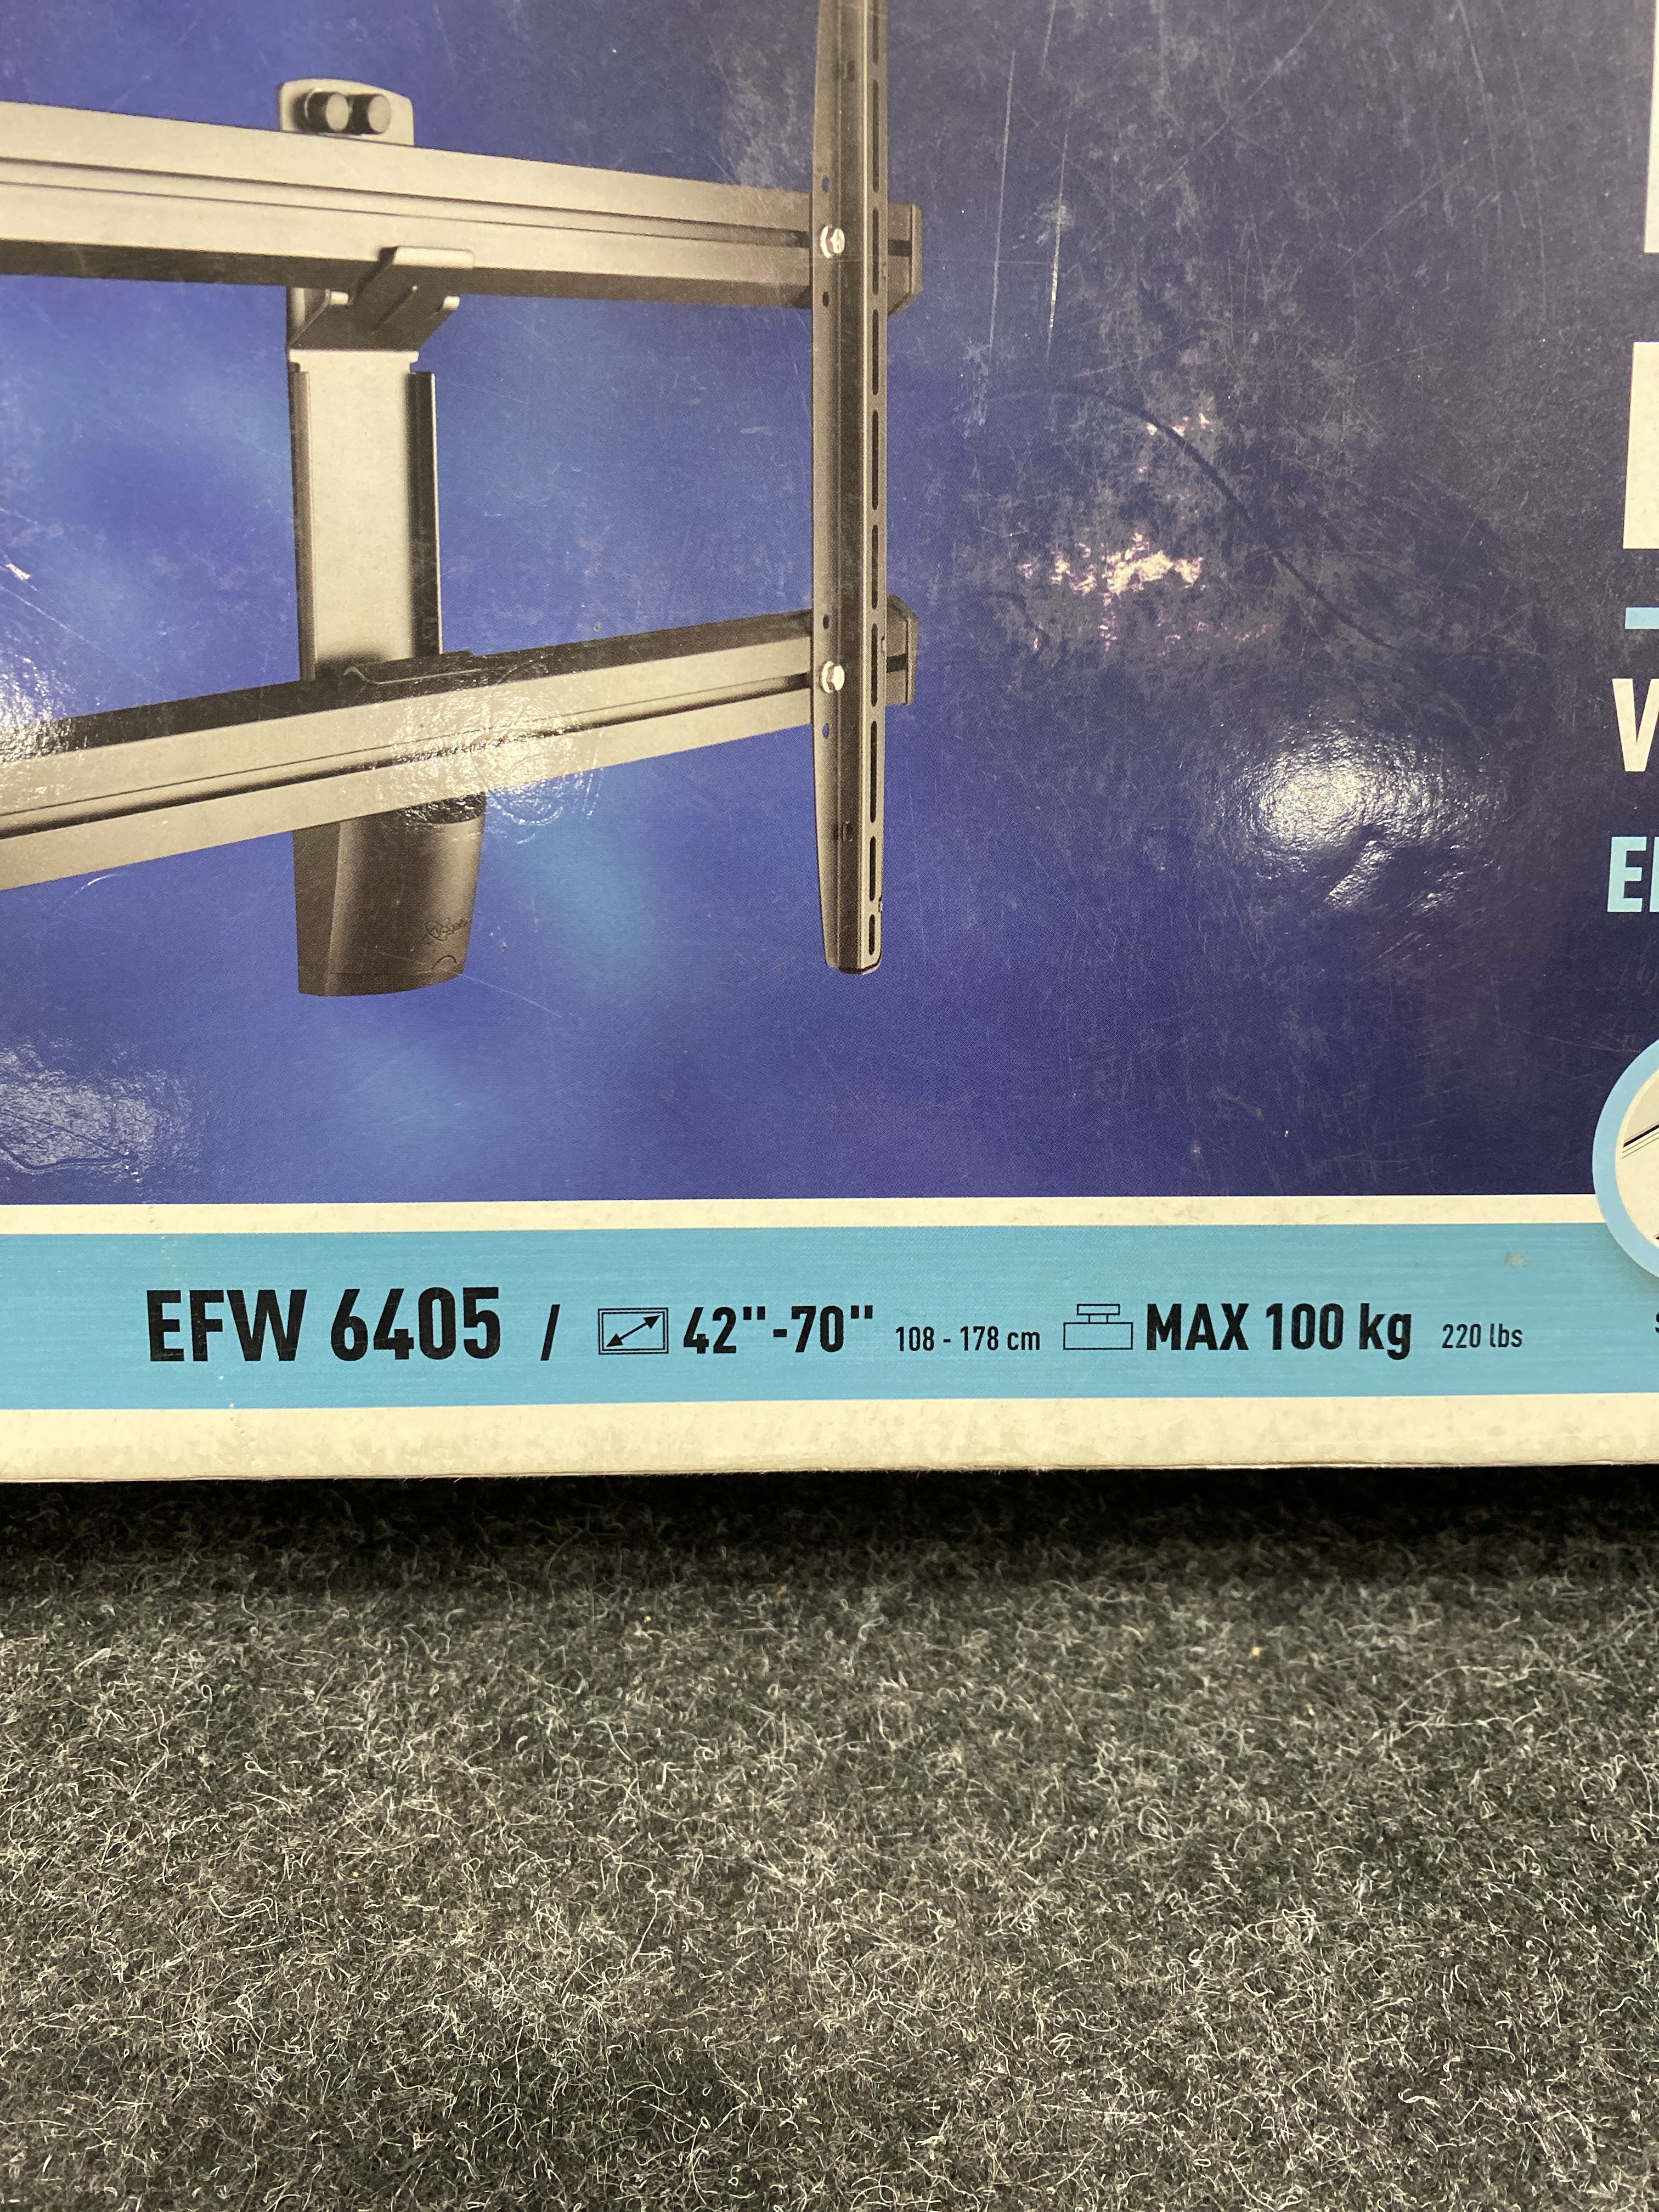 EFW 6405 / 42"-70" 108 - 178 cm MAX 100 kg 220 lbs